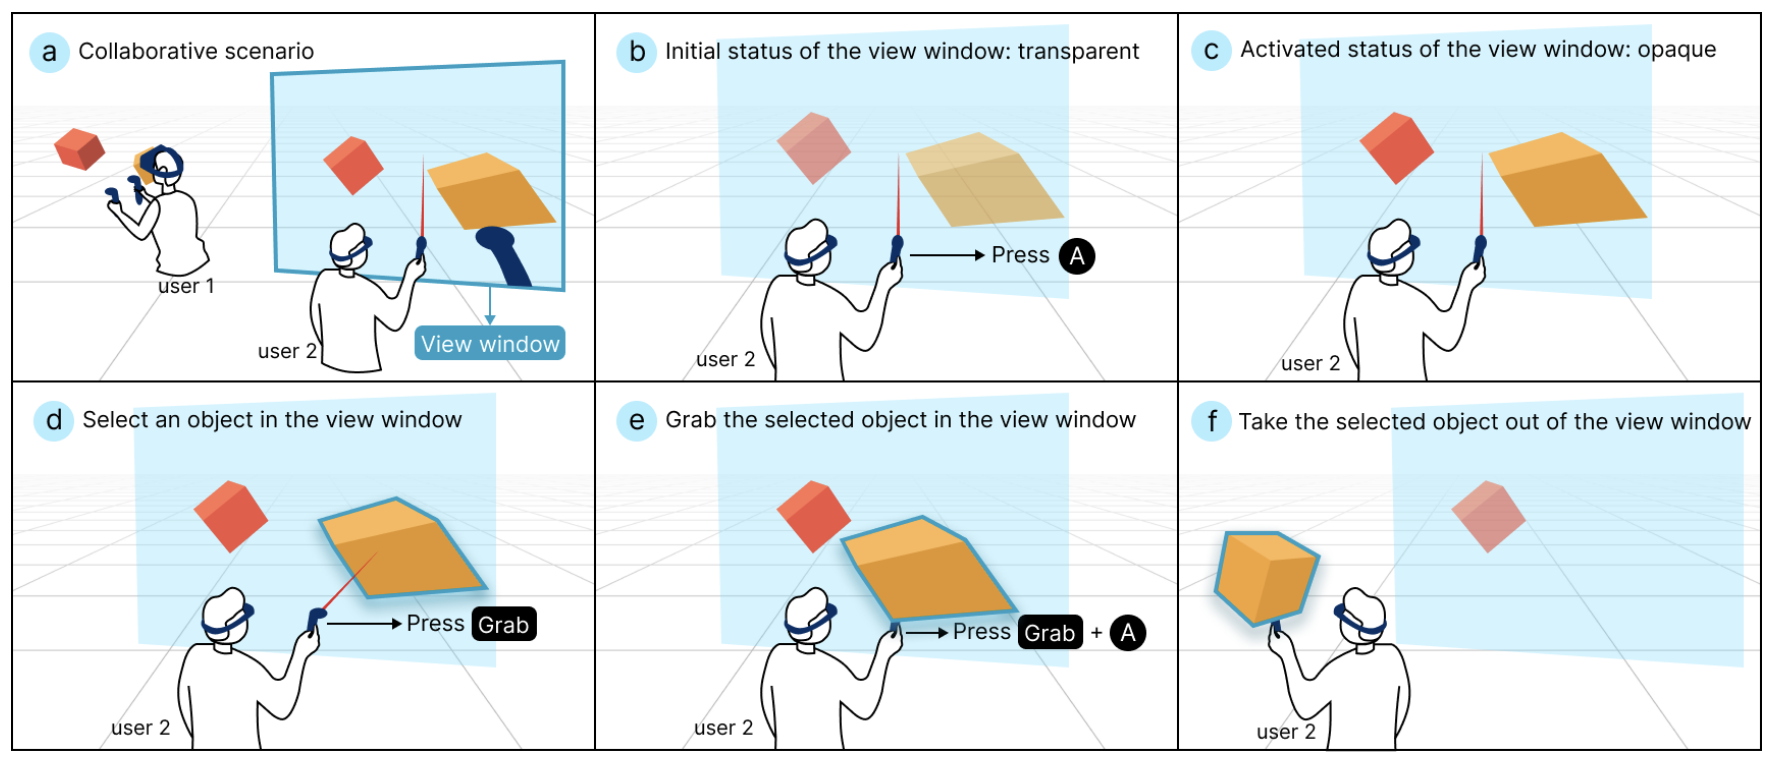 a Collaborative scenario
user 1
user 2
View window
b Initial status of the view window: transparent
Press A
user 2
c Activated status of the view window: opaque
user 2
d Select an object in the view window
Press Grab
user 2
e Grab the selected object in the view window
Press Grab + A
user 2
f Take the selected object out of the view window
user 2